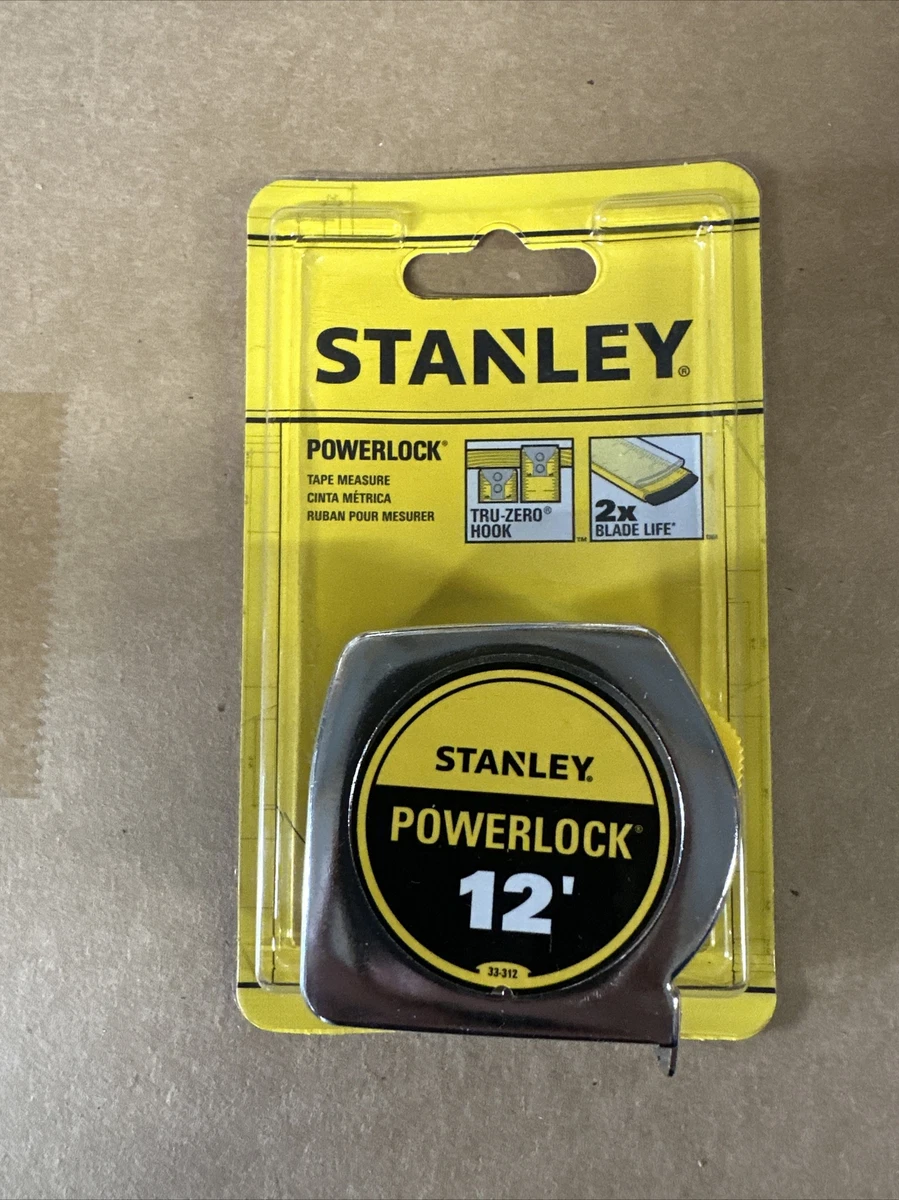 STANLEY®
POWERLOCK®
TAPE MEASURE
CINTA MÉTRICA
RUBAN POUR MESURER
TRU-ZERO®
HOOK
™
2x
BLADE LIFE*
STANLEY®
POWERLOCK®
12'
33-312